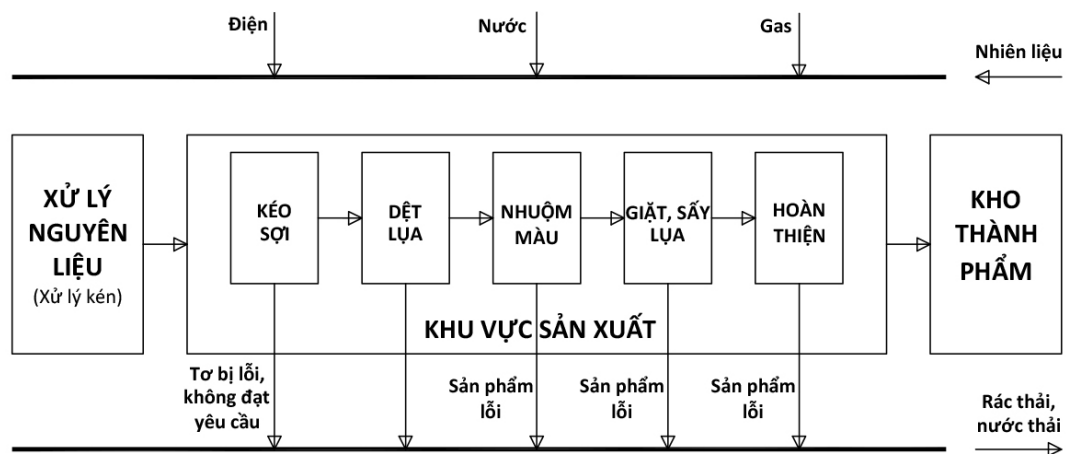 Điện
Nước
Gas
Nhiên liệu
XỬ LÝ
NGUYÊN
LIỆU
(Xử lý kén)
KÉO
SỢI
DỆT
LỤA
NHUỘM
MÀU
GIẶT, SẤY
LỤA
HOÀN
THIỆN
KHU VỰC SẢN XUẤT
KHO
THÀNH
PHẨM
Tơ bị lỗi,
không đạt
yêu cầu
Sản phẩm
lỗi
Sản phẩm
lỗi
Sản phẩm
lỗi
Rác thải,
nước thải